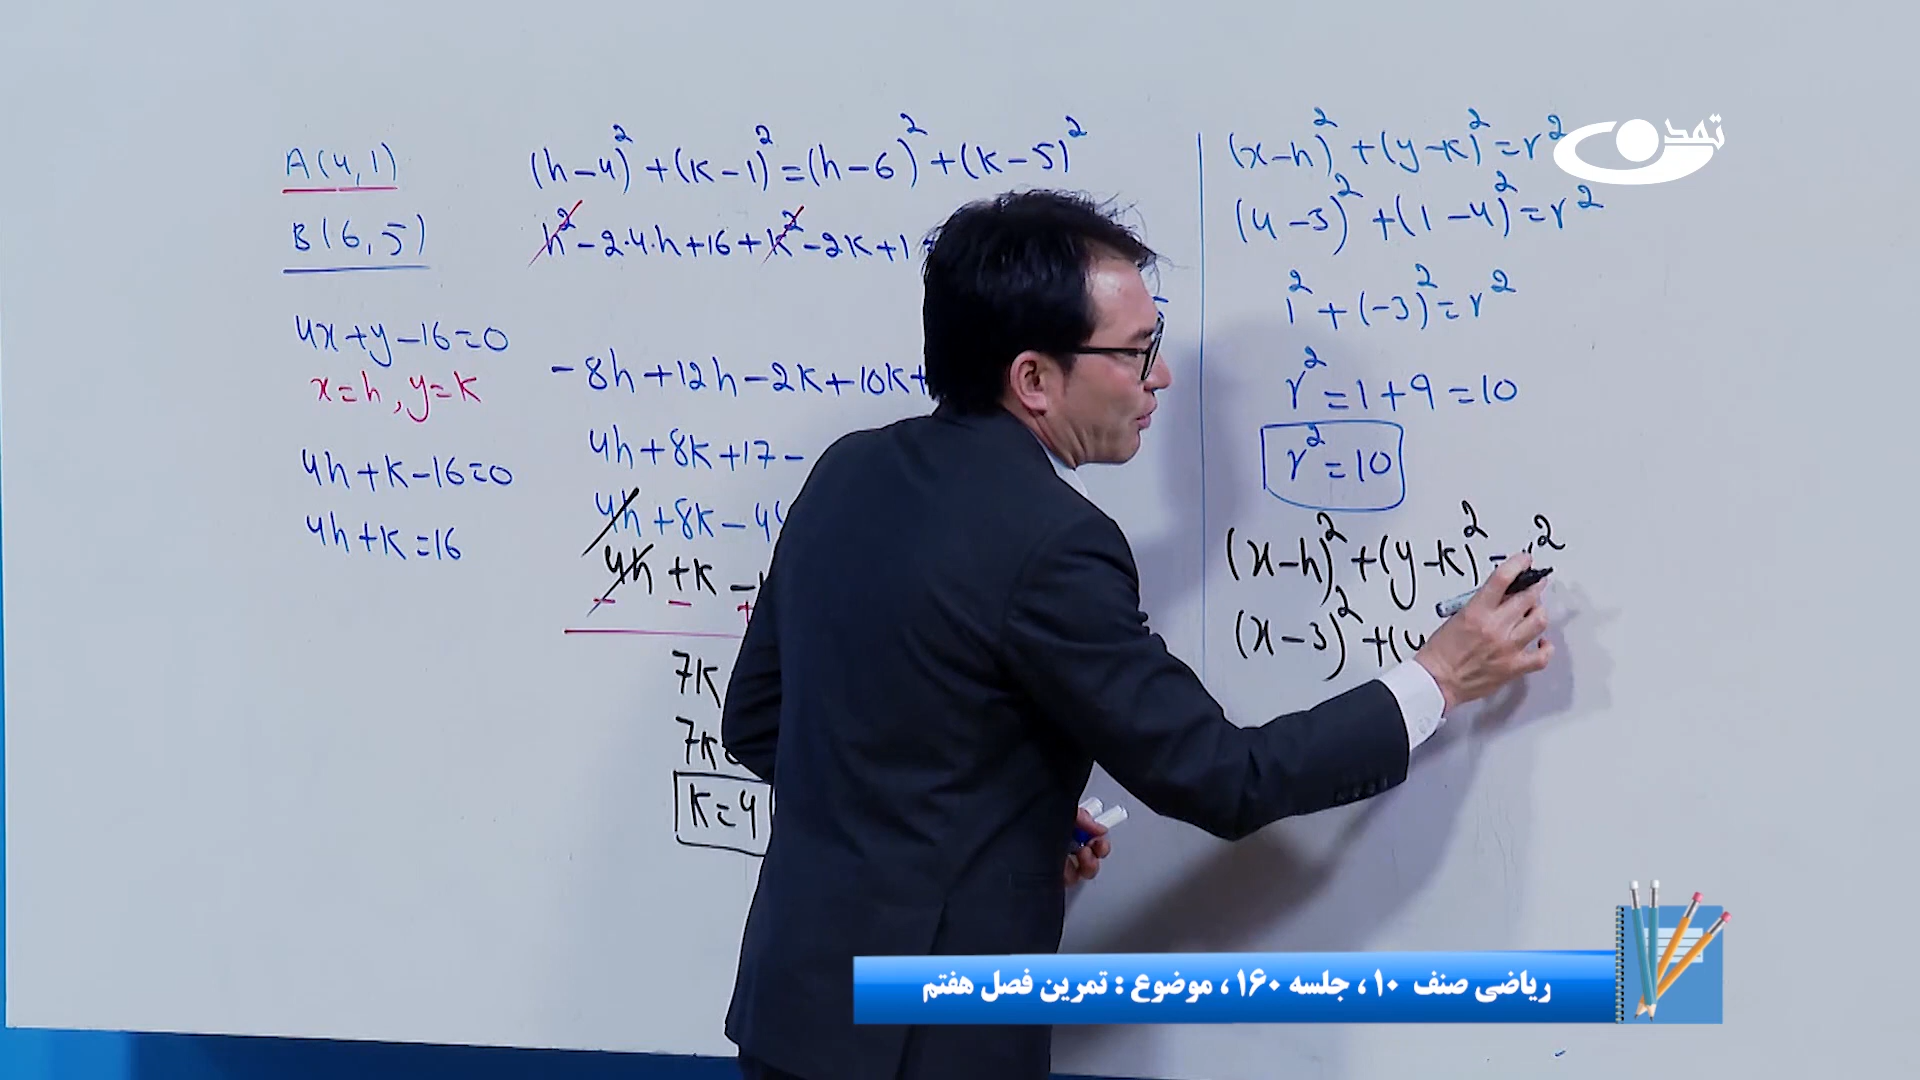 A(4,1)
B(6,5)
4x+y-16=0
x=h, y=k
4h+k-16=0
4h+k=16
(h-4)²+(k-1)²=(h-6)²+(k-5)²
h²-2·4·h+16+k²-2k+1
-8h+12h-2k+10k+
4h+8k+17-
4h+8k-44
4h+k-
- - +
7k
7k
k=4
(x-h)²+(y-k)²=r²
(4-3)²+(1-4)²=r²
1²+(-3)²=r²
r²=1+9=10
r²=10
(x-h)²+(y-k)²=r²
(x-3)²+(y
تمدن
ریاضی صنف ۱۰ ، جلسه ۱۶۰ ، موضوع : تمرین فصل هفتم